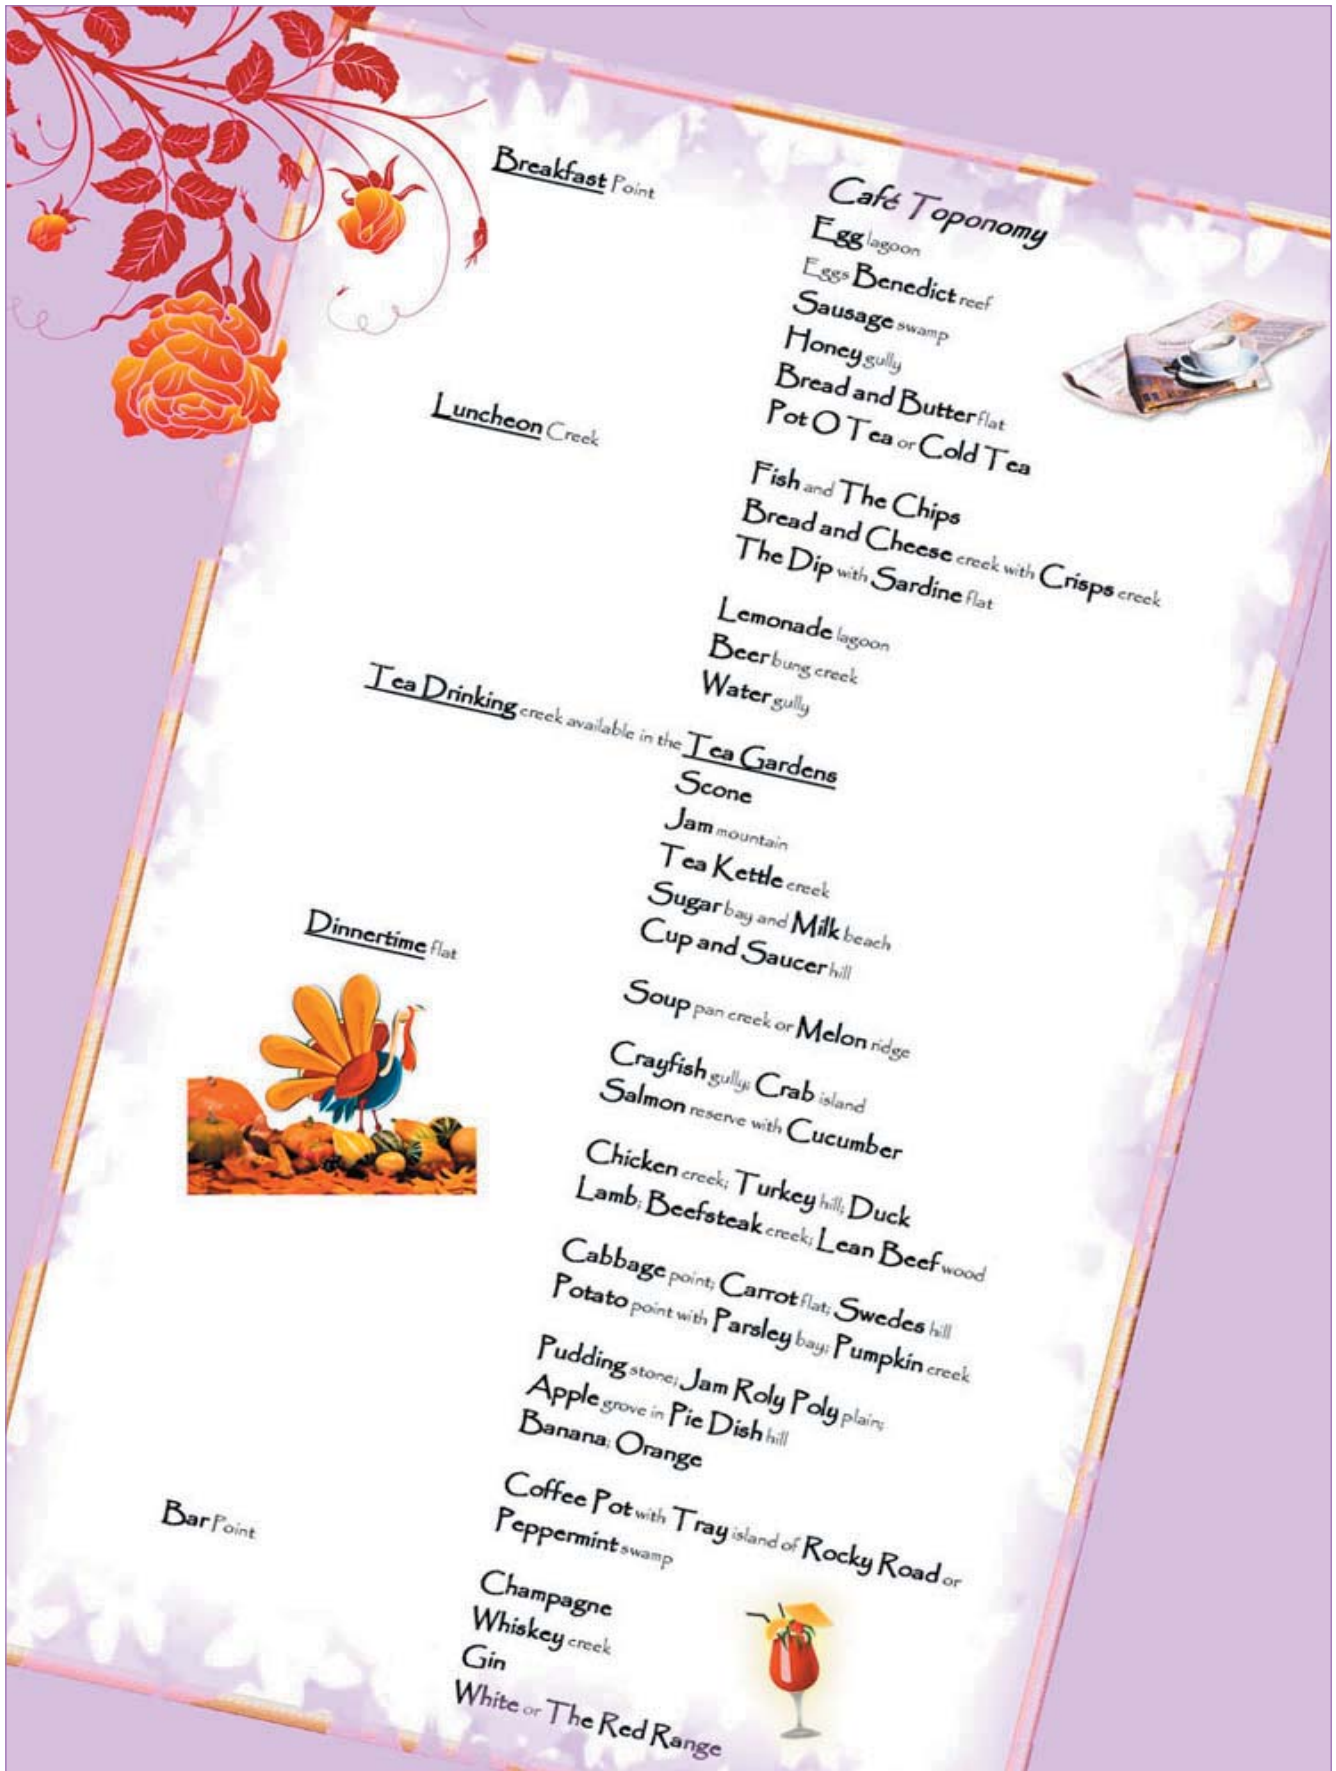 Café Toponomy
Breakfast Point
Egg lagoon
Eggs Benedict reef
Sausage swamp
Honey gully
Bread and Butter flat
Pot O Tea or Cold Tea
Luncheon Creek
Fish and The Chips
Bread and Cheese creek with Crisps creek
The Dip with Sardine flat
Lemonade lagoon
Beer bung creek
Water gully
Tea Drinking creek available in the Tea Gardens
Scone
Jam mountain
Tea Kettle creek
Sugar bay and Milk beach
Cup and Saucer hill
Dinnertime flat
Soup pan creek or Melon ridge
Crayfish gully; Crab island
Salmon reserve with Cucumber
Chicken creek; Turkey hill; Duck
Lamb; Beefsteak creek; Lean Beef wood
Cabbage point; Carrot flat; Swedes hill
Potato point with Parsley bay; Pumpkin creek
Pudding stone; Jam Roly Poly plain;
Apple grove in Pie Dish hill
Banana; Orange
Coffee Pot with Tray island of Rocky Road or
Peppermint swamp
Bar Point
Champagne
Whiskey creek
Gin
White or The Red Range